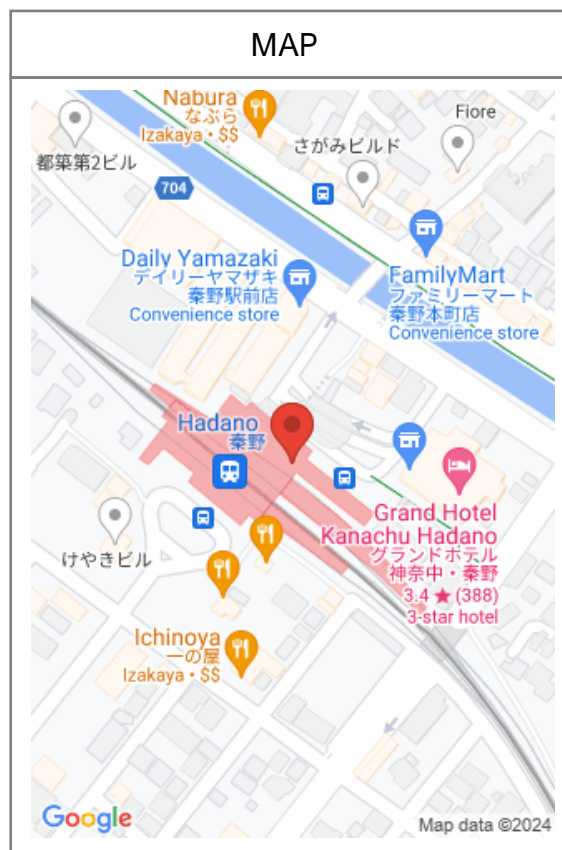 MAP
Nabura
なぶら
Izakaya • $$
Fiore
さがみビルド
都築第2ビル
704
Daily Yamazaki
デイリーヤマザキ
秦野駅前店
Convenience store
FamilyMart
ファミリーマート
秦野本町店
Convenience store
Hadano
秦野
Grand Hotel
Kanachu Hadano
グランドホテル
神奈中・秦野
3.4 ★ (388)
3-star hotel
けやきビル
Ichinoya
一の屋
Izakaya • $$
Google
Map data ©2024